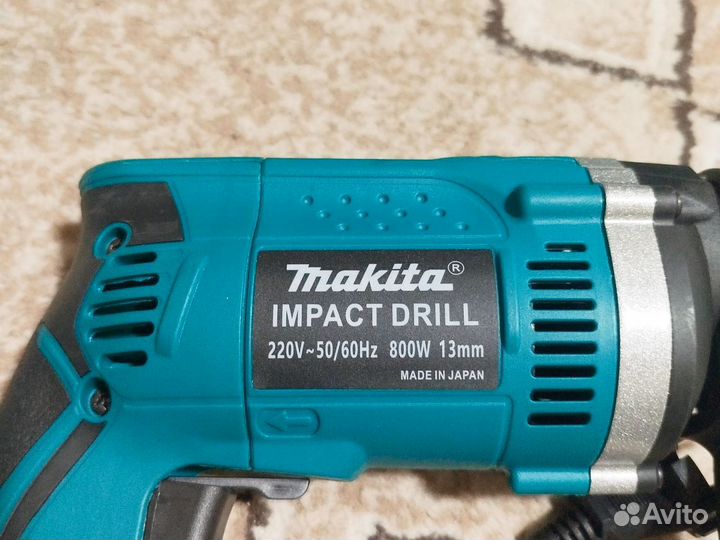 makita®
IMPACT DRILL
220V~50/60Hz 800W 13mm
MADE IN JAPAN
Avito